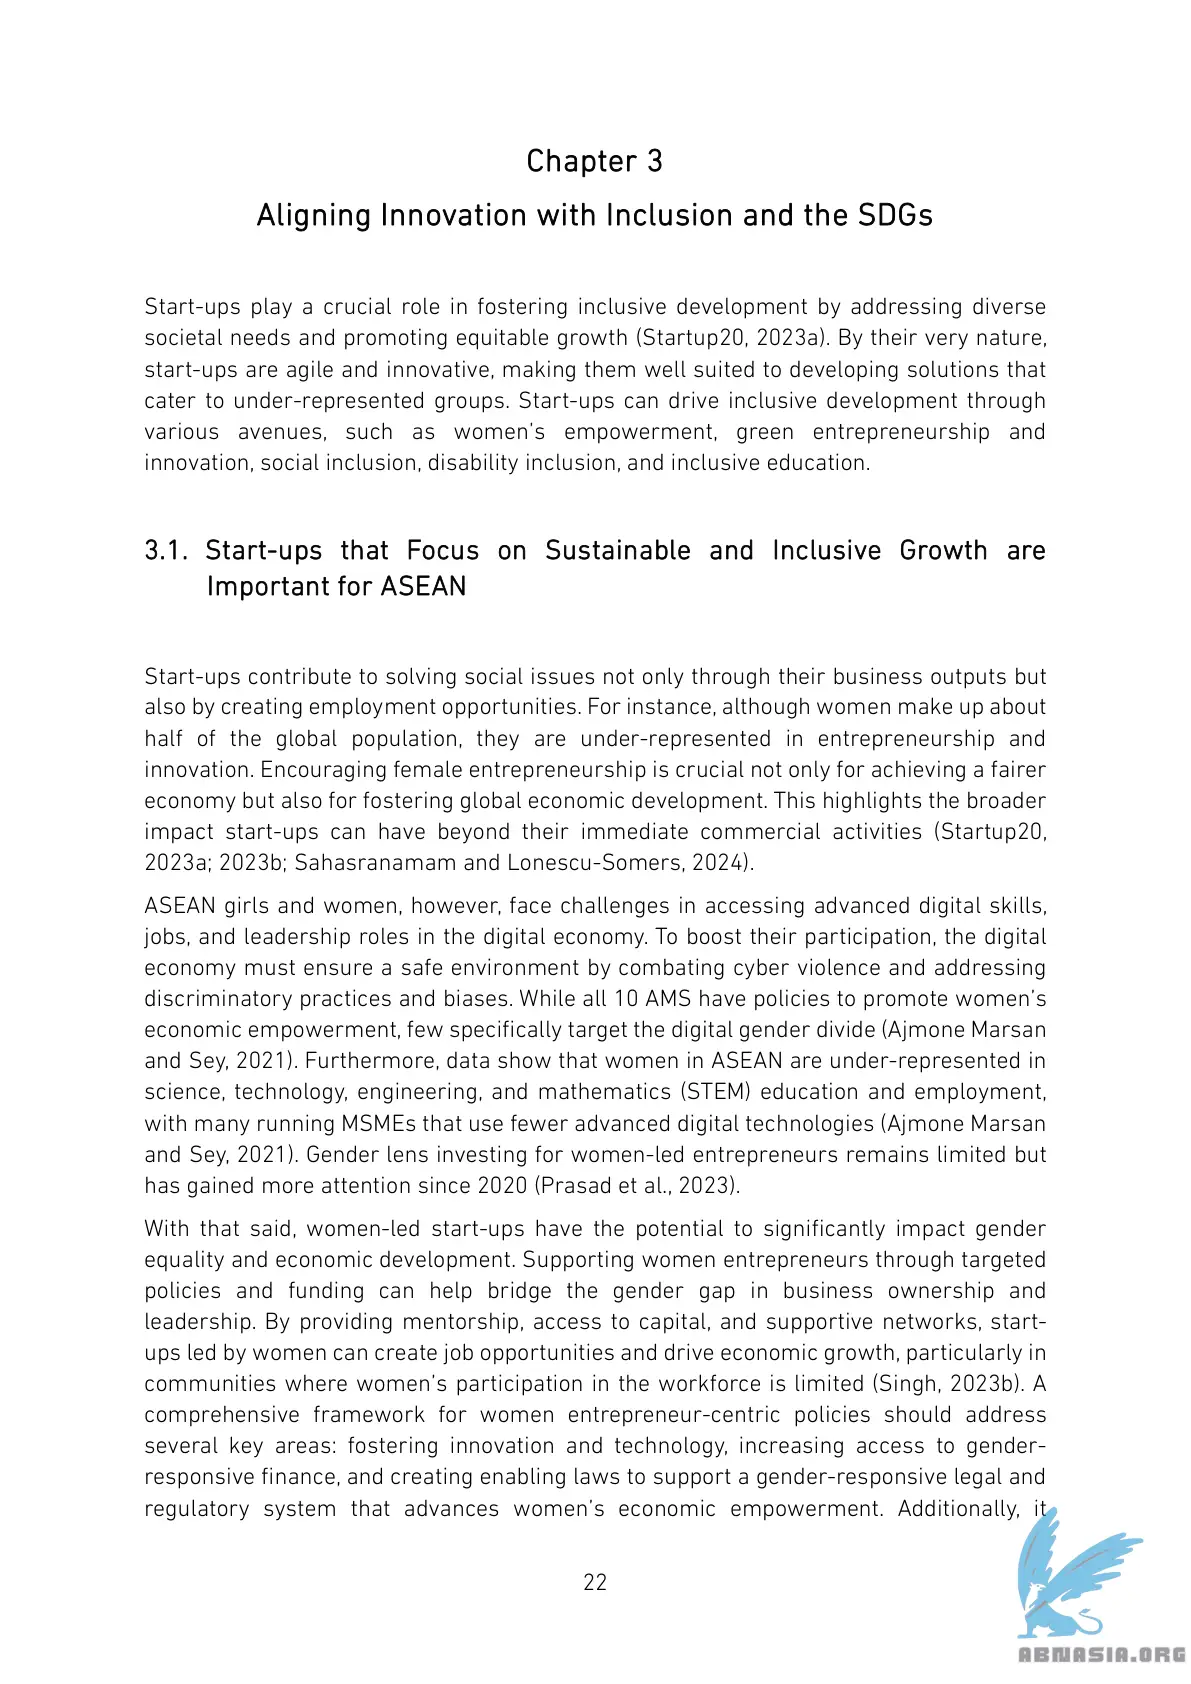 Chapter 3
Aligning Innovation with Inclusion and the SDGs
Start-ups play a crucial role in fostering inclusive development by addressing diverse
societal needs and promoting equitable growth (Startup20, 2023a). By their very nature,
start-ups are agile and innovative, making them well suited to developing solutions that
cater to under-represented groups. Start-ups can drive inclusive development through
various avenues, such as women's empowerment, green entrepreneurship and
innovation, social inclusion, disability inclusion, and inclusive education.
3.1. Start-ups that Focus on Sustainable and Inclusive Growth are
Important for ASEAN
Start-ups contribute to solving social issues not only through their business outputs but
also by creating employment opportunities. For instance, although women make up about
half of the global population, they are under-represented in entrepreneurship and
innovation. Encouraging female entrepreneurship is crucial not only for achieving a fairer
economy but also for fostering global economic development. This highlights the broader
impact start-ups can have beyond their immediate commercial activities (Startup20,
2023a; 2023b; Sahasranamam and Lonescu-Somers, 2024).
ASEAN girls and women, however, face challenges in accessing advanced digital skills,
jobs, and leadership roles in the digital economy. To boost their participation, the digital
economy must ensure a safe environment by combating cyber violence and addressing
discriminatory practices and biases. While all 10 AMS have policies to promote women's
economic empowerment, few specifically target the digital gender divide (Ajmone Marsan
and Sey, 2021). Furthermore, data show that women in ASEAN are under-represented in
science, technology, engineering, and mathematics (STEM) education and employment,
with many running MSMEs that use fewer advanced digital technologies (Ajmone Marsan
and Sey, 2021). Gender lens investing for women-led entrepreneurs remains limited but
has gained more attention since 2020 (Prasad et al., 2023).
With that said, women-led start-ups have the potential to significantly impact gender
equality and economic development. Supporting women entrepreneurs through targeted
policies and funding can help bridge the gender gap in business ownership and
leadership. By providing mentorship, access to capital, and supportive networks, start-
ups led by women can create job opportunities and drive economic growth, particularly in
communities where women's participation in the workforce is limited (Singh, 2023b). A
comprehensive framework for women entrepreneur-centric policies should address
several key areas: fostering innovation and technology, increasing access to gender-
responsive finance, and creating enabling laws to support a gender-responsive legal and
regulatory system that advances women's economic empowerment. Additionally, it
22
ABNASIA.ORG